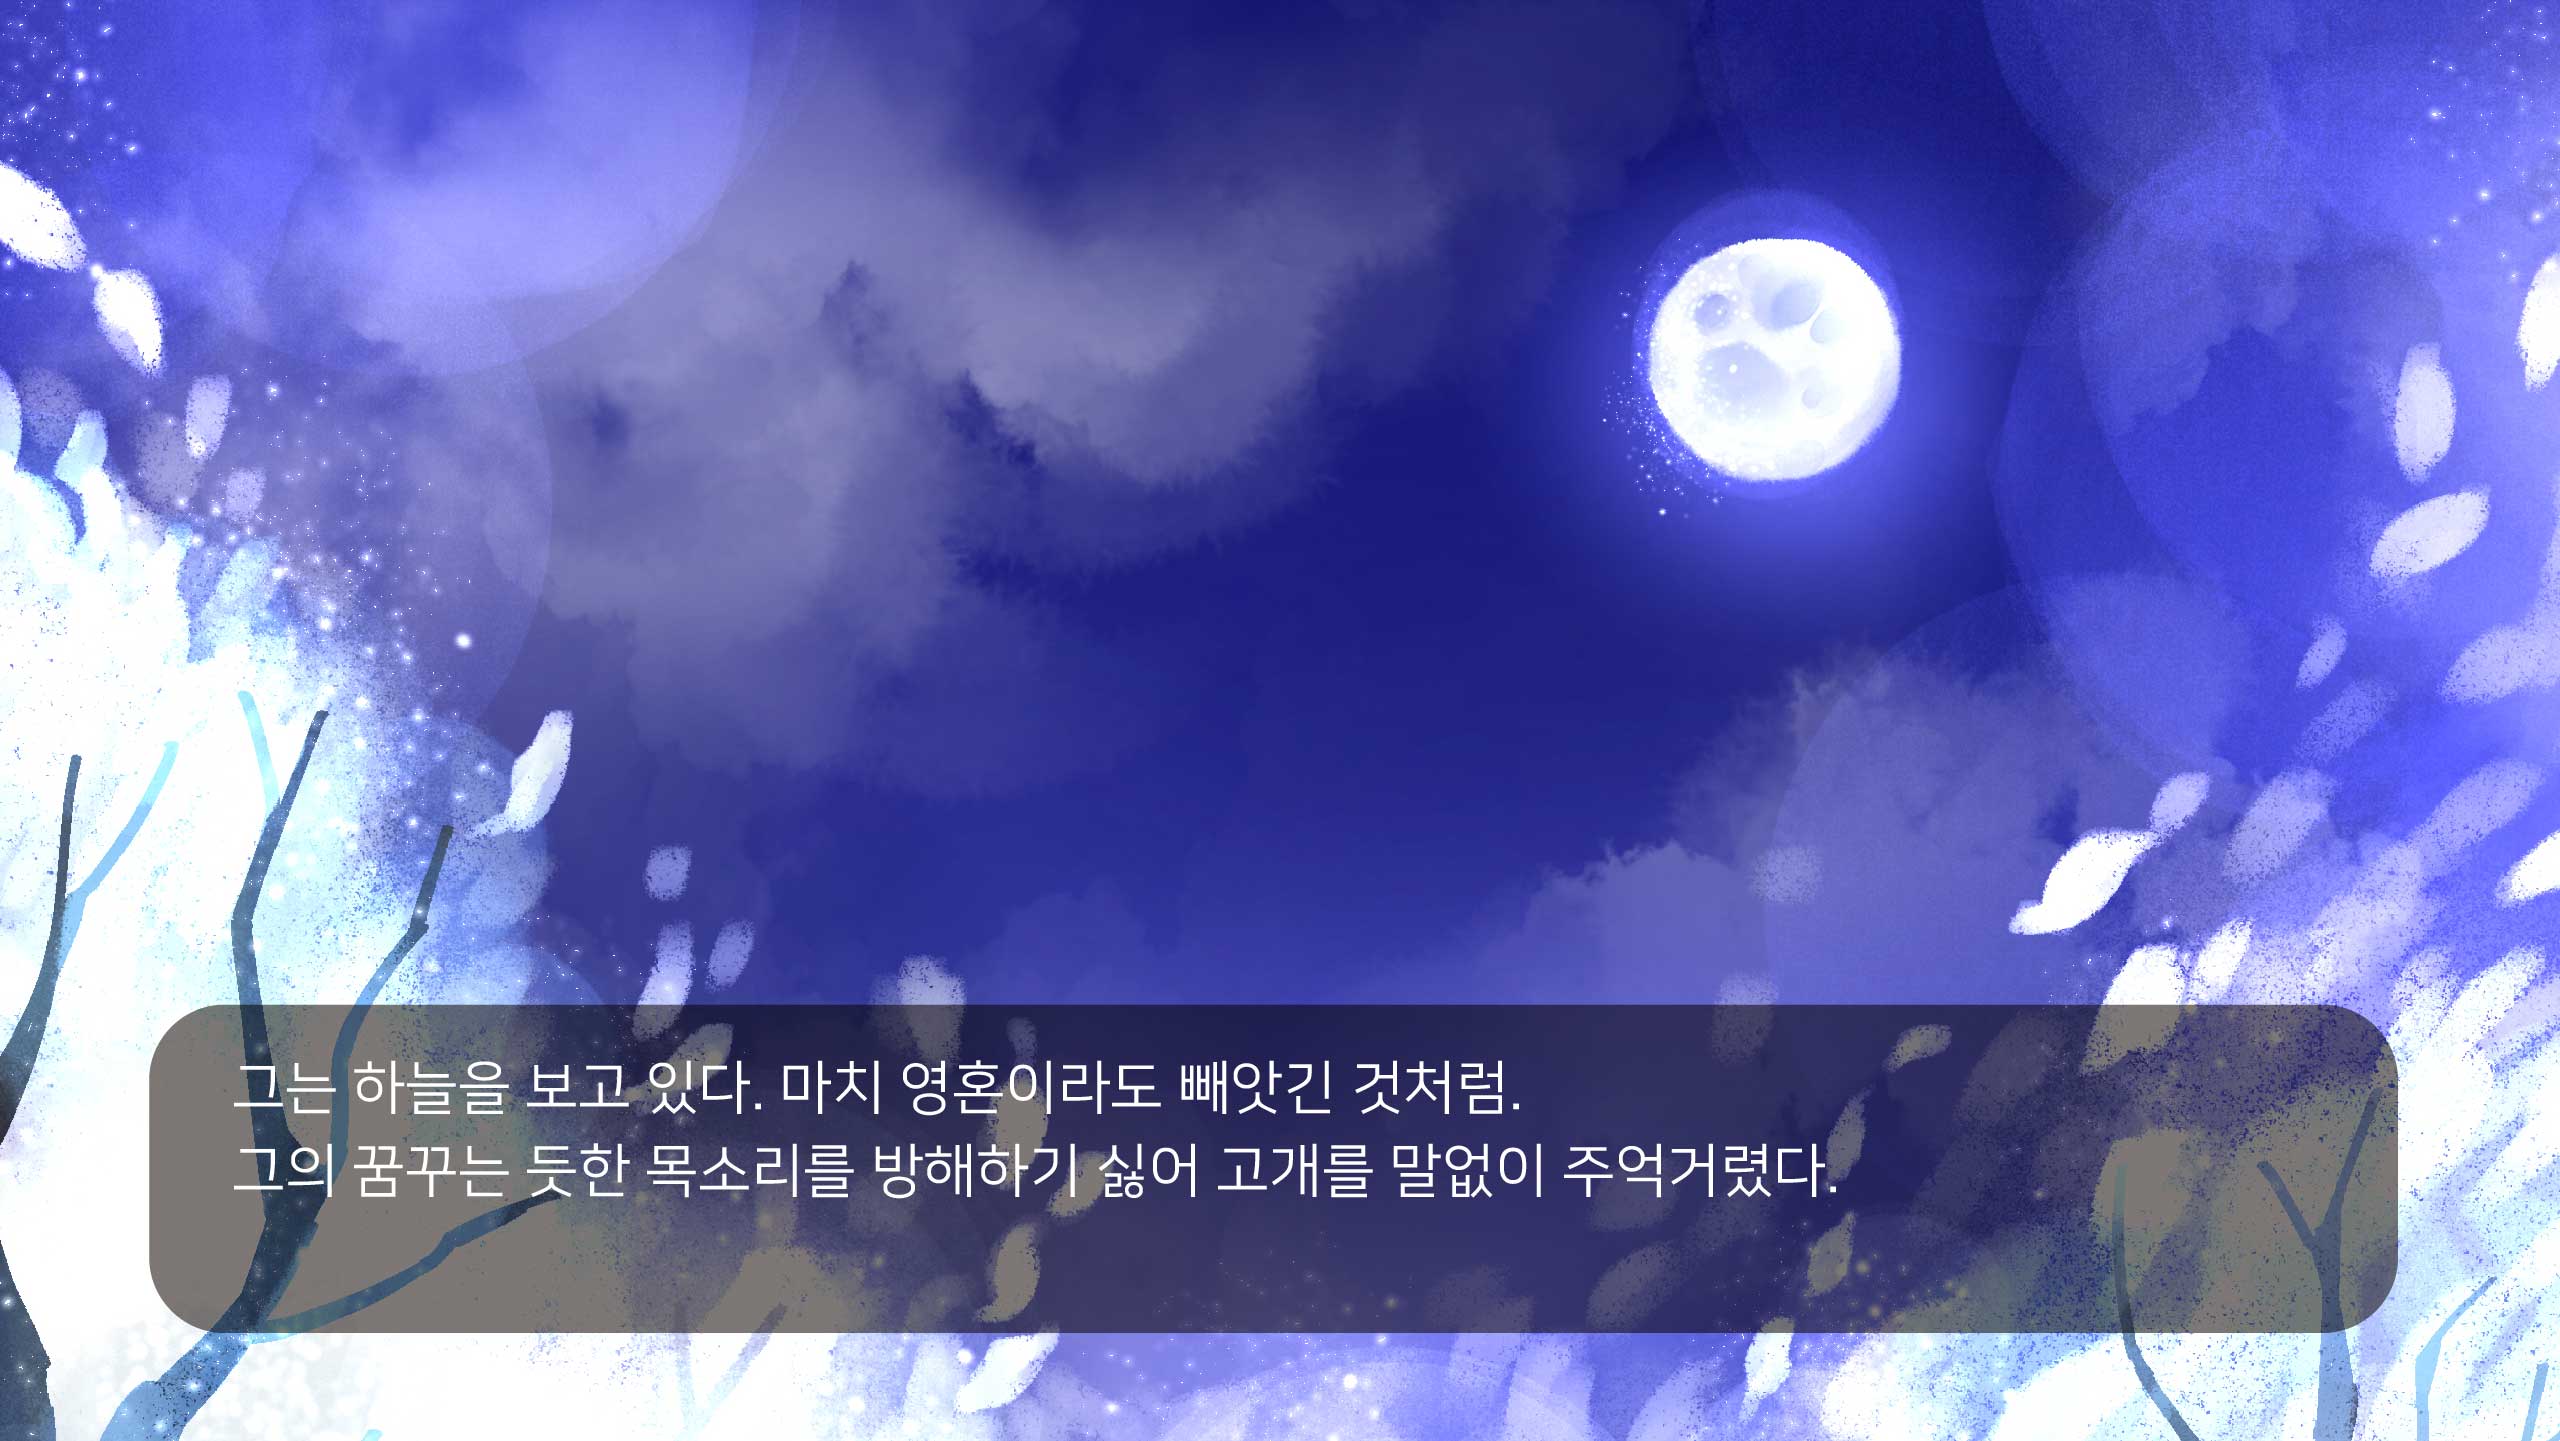 그는 하늘을 보고 있다. 마치 영혼이라도 빼앗긴 것처럼.
그의 꿈꾸는 듯한 목소리를 방해하기 싫어 고개를 말없이 주억거렸다.